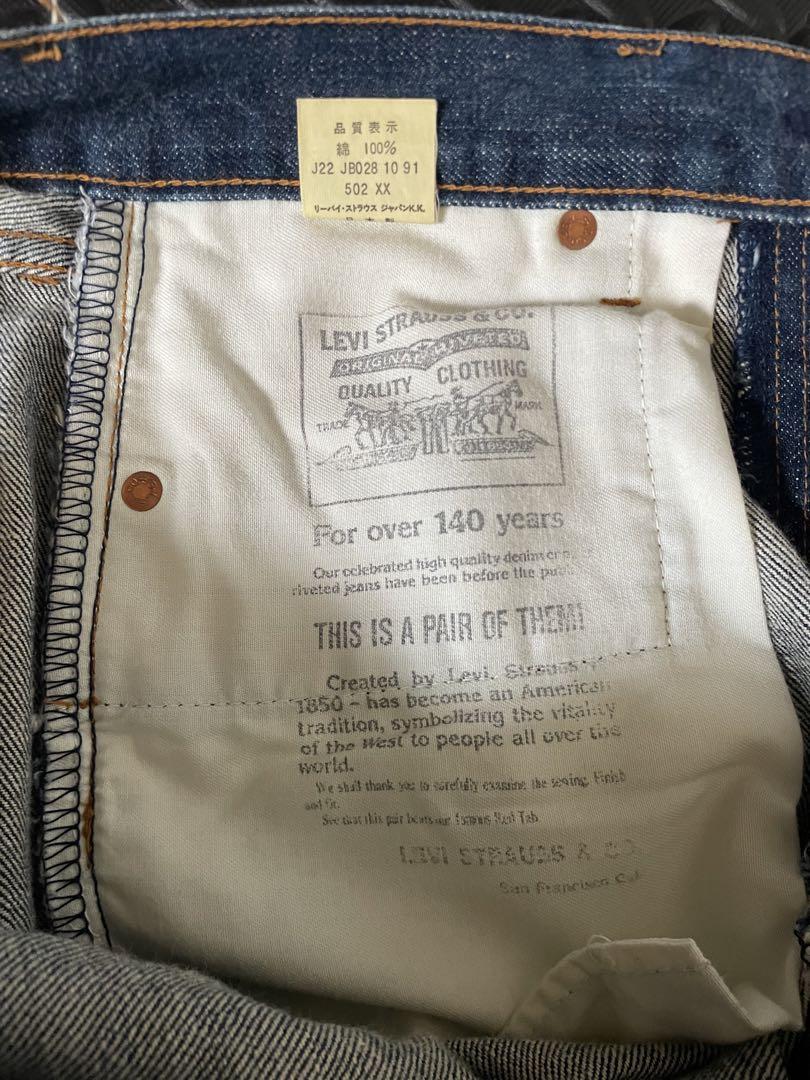 品質表示
綿 100%
J22 JB028 10 91
502 XX
リーバイ・ストラウス ジャパンK.K.
LEVI STRAUSS & CO.
ORIGINAL RIVETED
QUALITY CLOTHING
TRADE MARK
For over 140 years
Our celebrated high quality denim
riveted jeans have been before the
THIS IS A PAIR OF THEM!
Created by Levi. Strauss
1850 - has become an American
tradition, symbolizing the vitality
of the West to people all over the
world.
We shall thank you to carefully examine the sewing, Finish
and fit.
See that this pair bears our famous Red Tab.
LEVI STRAUSS & CO
San Francisco Cal